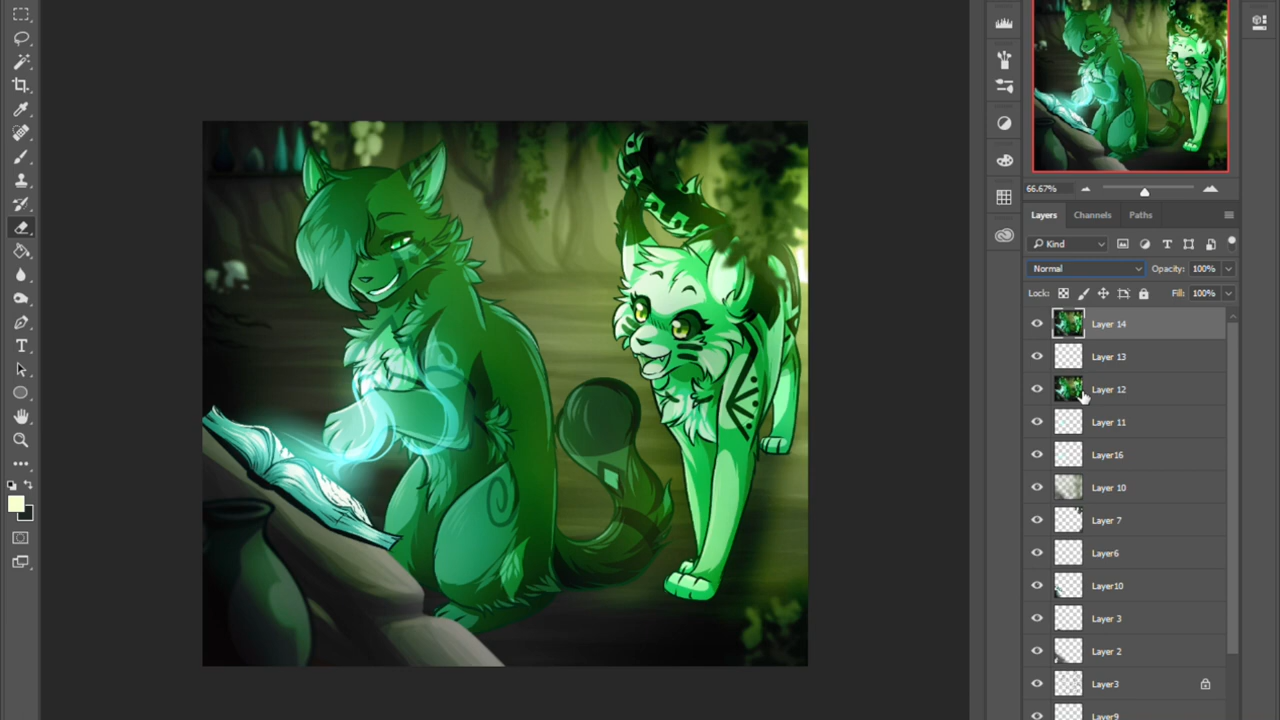 66.67%
Layers Channels Paths
Kind
Normal Opacity: 100%
Lock: Fill: 100%
Layer 14
Layer 13
Layer 12
Layer 11
Layer16
Layer 10
Layer 7
Layer6
Layer10
Layer 3
Layer 2
Layer3
Layer9
T